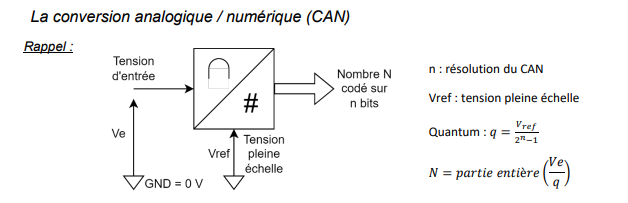 La conversion analogique / numérique (CAN)
Rappel :
Tension
d'entrée
#
Nombre N
codé sur
n bits
Ve
Vref
Tension
pleine
échelle
GND = 0 V
n : résolution du CAN
Vref : tension pleine échelle
Quantum : q = V_ref / (2^n−1)
N = partie entière (Ve / q)